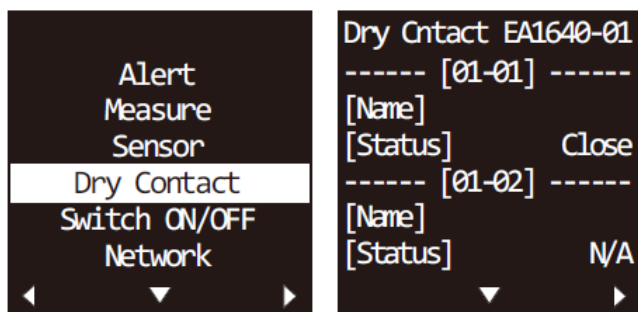 Alert
Measure
Sensor
Dry Contact
Switch ON/OFF
Network
Dry Cntact EA1640-01
------ [01-01] ------
[Name]
[Status] Close
------ [01-02] ------
[Name]
[Status] N/A